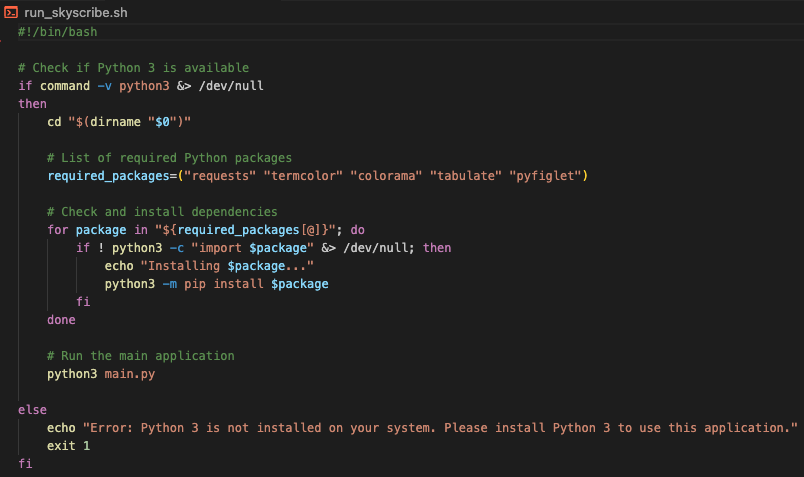 run_skyscribe.sh
#!/bin/bash
# Check if Python 3 is available
if command -v python3 &> /dev/null
then
    cd "$(dirname "$0")"
    # List of required Python packages
    required_packages=("requests" "termcolor" "colorama" "tabulate" "pyfiglet")
    # Check and install dependencies
    for package in "${required_packages[@]}"; do
        if ! python3 -c "import $package" &> /dev/null; then
            echo "Installing $package..."
            python3 -m pip install $package
        fi
    done
    # Run the main application
    python3 main.py
else
    echo "Error: Python 3 is not installed on your system. Please install Python 3 to use this application."
    exit 1
fi